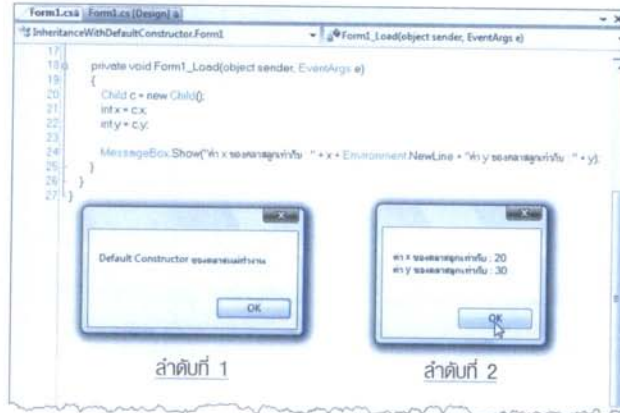 Form1.cs Form1.cs [Design]
InheritanceWithDefaultConstructor.Form1 Form1_Load(object sender, EventArgs e)
17
18 private void Form1_Load(object sender, EventArgs e)
19 {
20 Child c = new Child();
21 int x = c.x;
22 int y = c.y;
23
24 MessageBox.Show("ค่า x ของคลาสลูกเท่ากับ : " + x + Environment.NewLine + "ค่า y ของคลาสลูกเท่ากับ : " + y);
25 }
26 }
27 }
Default Constructor ของคลาสแม่ทำงาน
OK
ค่า x ของคลาสลูกเท่ากับ : 20
ค่า y ของคลาสลูกเท่ากับ : 30
OK
ลำดับที่ 1
ลำดับที่ 2